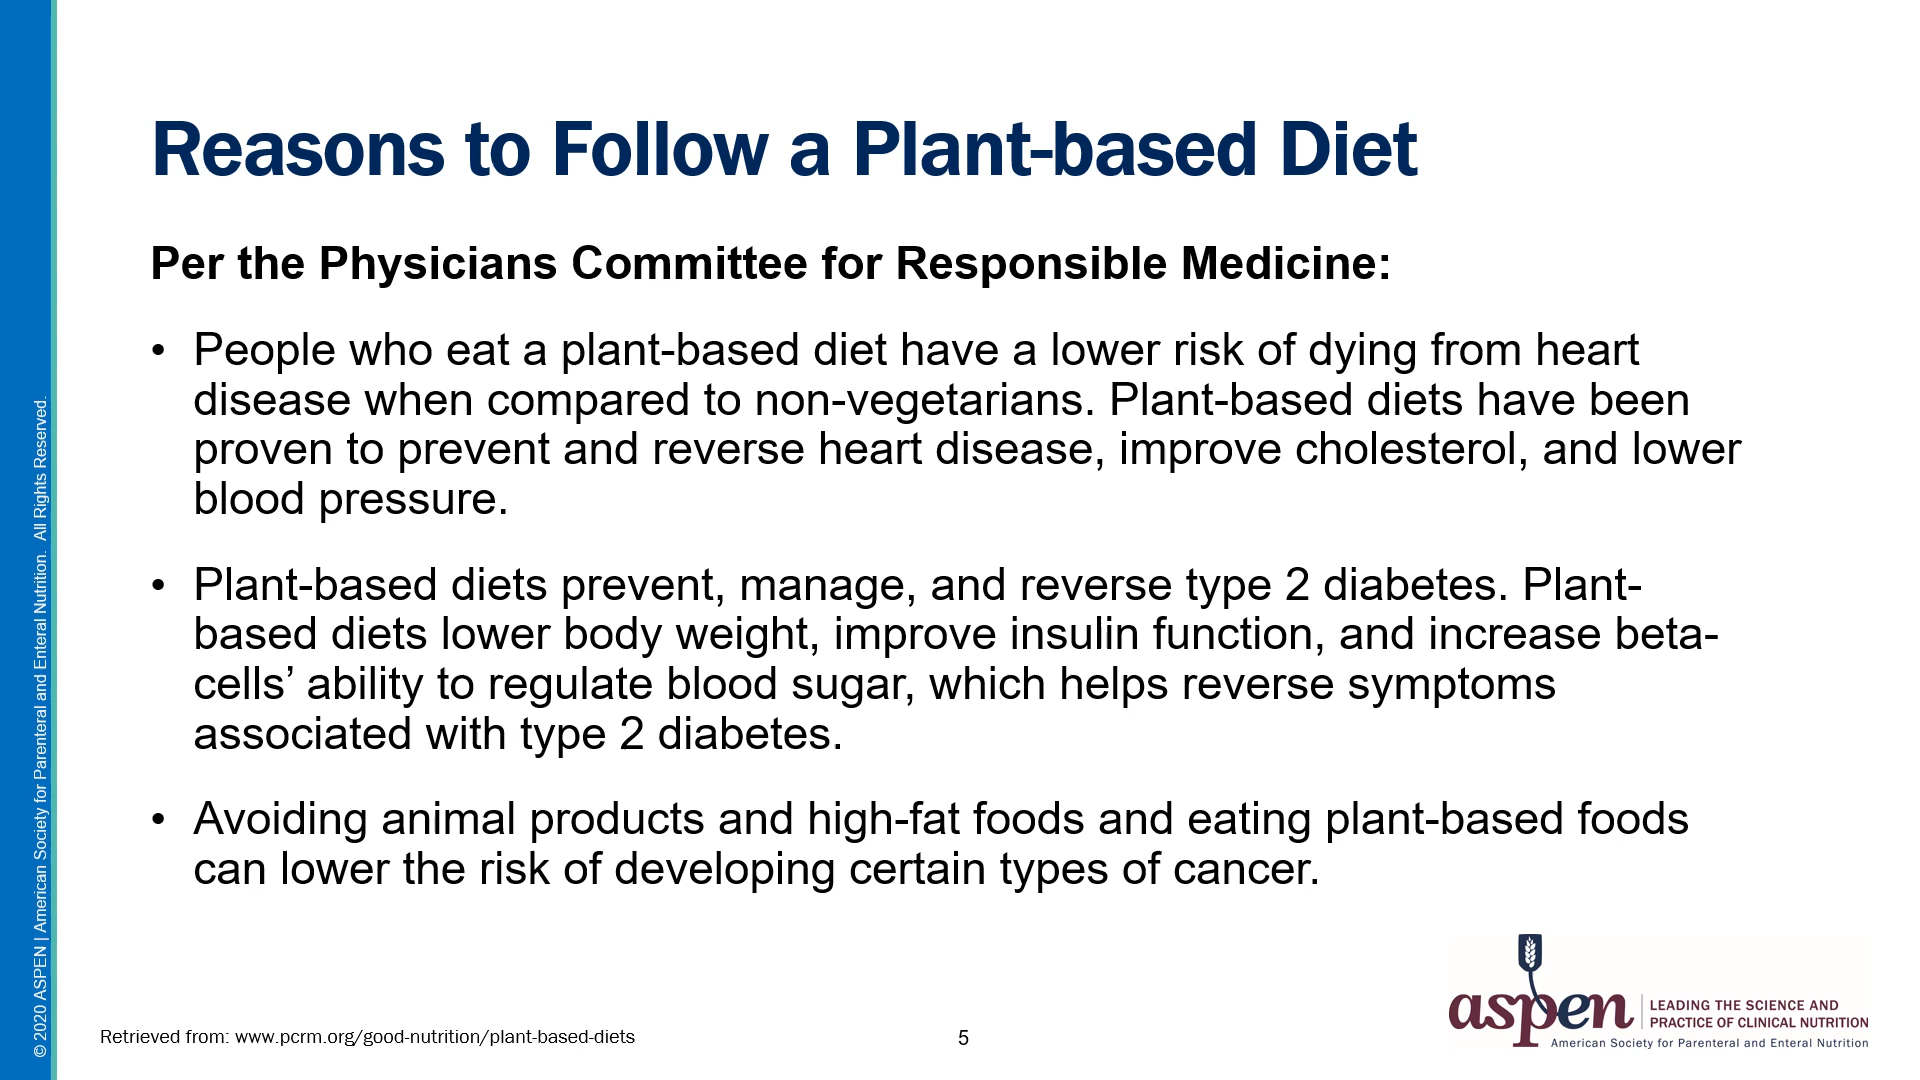 Reasons to Follow a Plant-based Diet
Per the Physicians Committee for Responsible Medicine:
• People who eat a plant-based diet have a lower risk of dying from heart
disease when compared to non-vegetarians. Plant-based diets have been
proven to prevent and reverse heart disease, improve cholesterol, and lower
blood pressure.
• Plant-based diets prevent, manage, and reverse type 2 diabetes. Plant-
based diets lower body weight, improve insulin function, and increase beta-
cells’ ability to regulate blood sugar, which helps reverse symptoms
associated with type 2 diabetes.
• Avoiding animal products and high-fat foods and eating plant-based foods
can lower the risk of developing certain types of cancer.
© 2020 ASPEN | American Society for Parenteral and Enteral Nutrition. All Rights Reserved.
Retrieved from: www.pcrm.org/good-nutrition/plant-based-diets
5
aspen
LEADING THE SCIENCE AND
PRACTICE OF CLINICAL NUTRITION
American Society for Parenteral and Enteral Nutrition